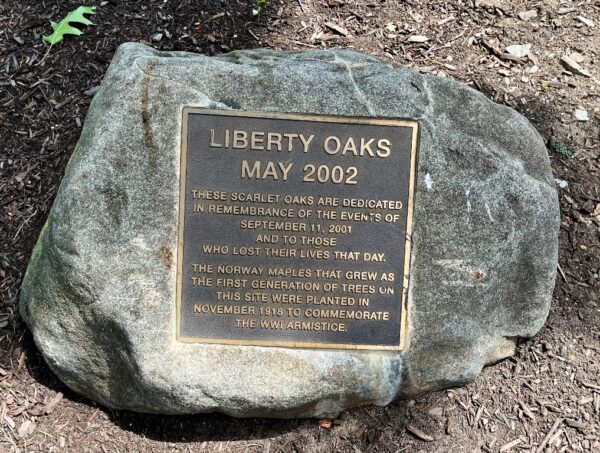 LIBERTY OAKS
MAY 2002
THESE SCARLET OAKS ARE DEDICATED
IN REMEMBRANCE OF THE EVENTS OF
SEPTEMBER 11, 2001
AND TO THOSE
WHO LOST THEIR LIVES THAT DAY.
THE NORWAY MAPLES THAT GREW AS
THE FIRST GENERATION OF TREES ON
THIS SITE WERE PLANTED IN
NOVEMBER 1918 TO COMMEMORATE
THE WWI ARMISTICE.